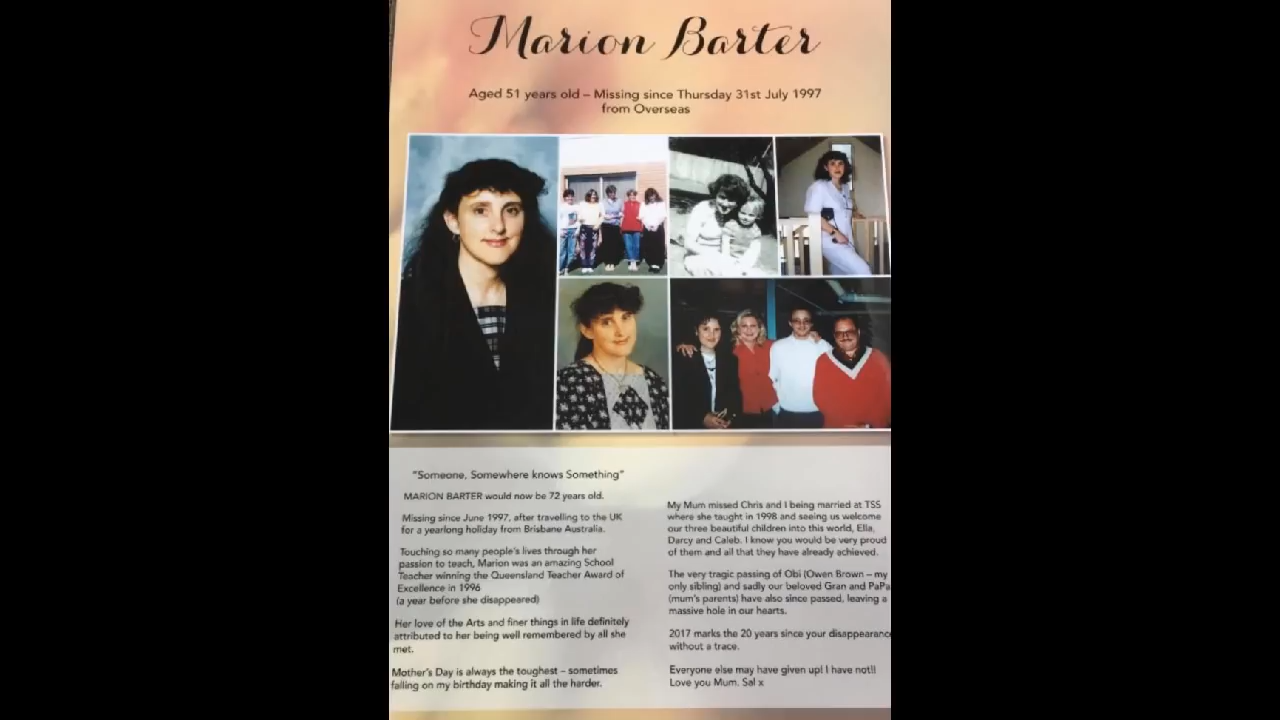 Marion Barter
Aged 51 years old – Missing since Thursday 31st July 1997
from Overseas
"Someone, Somewhere knows Something"
MARION BARTER would now be 72 years old.
Missing since June 1997, after travelling to the UK
for a yearlong holiday from Brisbane Australia.
Touching so many people's lives through her
passion to teach, Marion was an amazing School
Teacher winning the Queensland Teacher Award of
Excellence in 1996
(a year before she disappeared)
Her love of the Arts and finer things in life definitely
attributed to her being well remembered by all she
met.
Mother's Day is always the toughest – sometimes
falling on my birthday making it all the harder.
My Mum missed Chris and I being married at TSS
where she taught in 1998 and seeing us welcome
our three beautiful children into this world, Ella,
Darcy and Caleb. I know you would be very proud
of them and all that they have already achieved.
The very tragic passing of Obi (Owen Brown – my
only sibling) and sadly our beloved Gran and PaPa
(mum's parents) have also since passed, leaving a
massive hole in our hearts.
2017 marks the 20 years since your disappearance
without a trace.
Everyone else may have given up! I have not!!
Love you Mum. Sal x